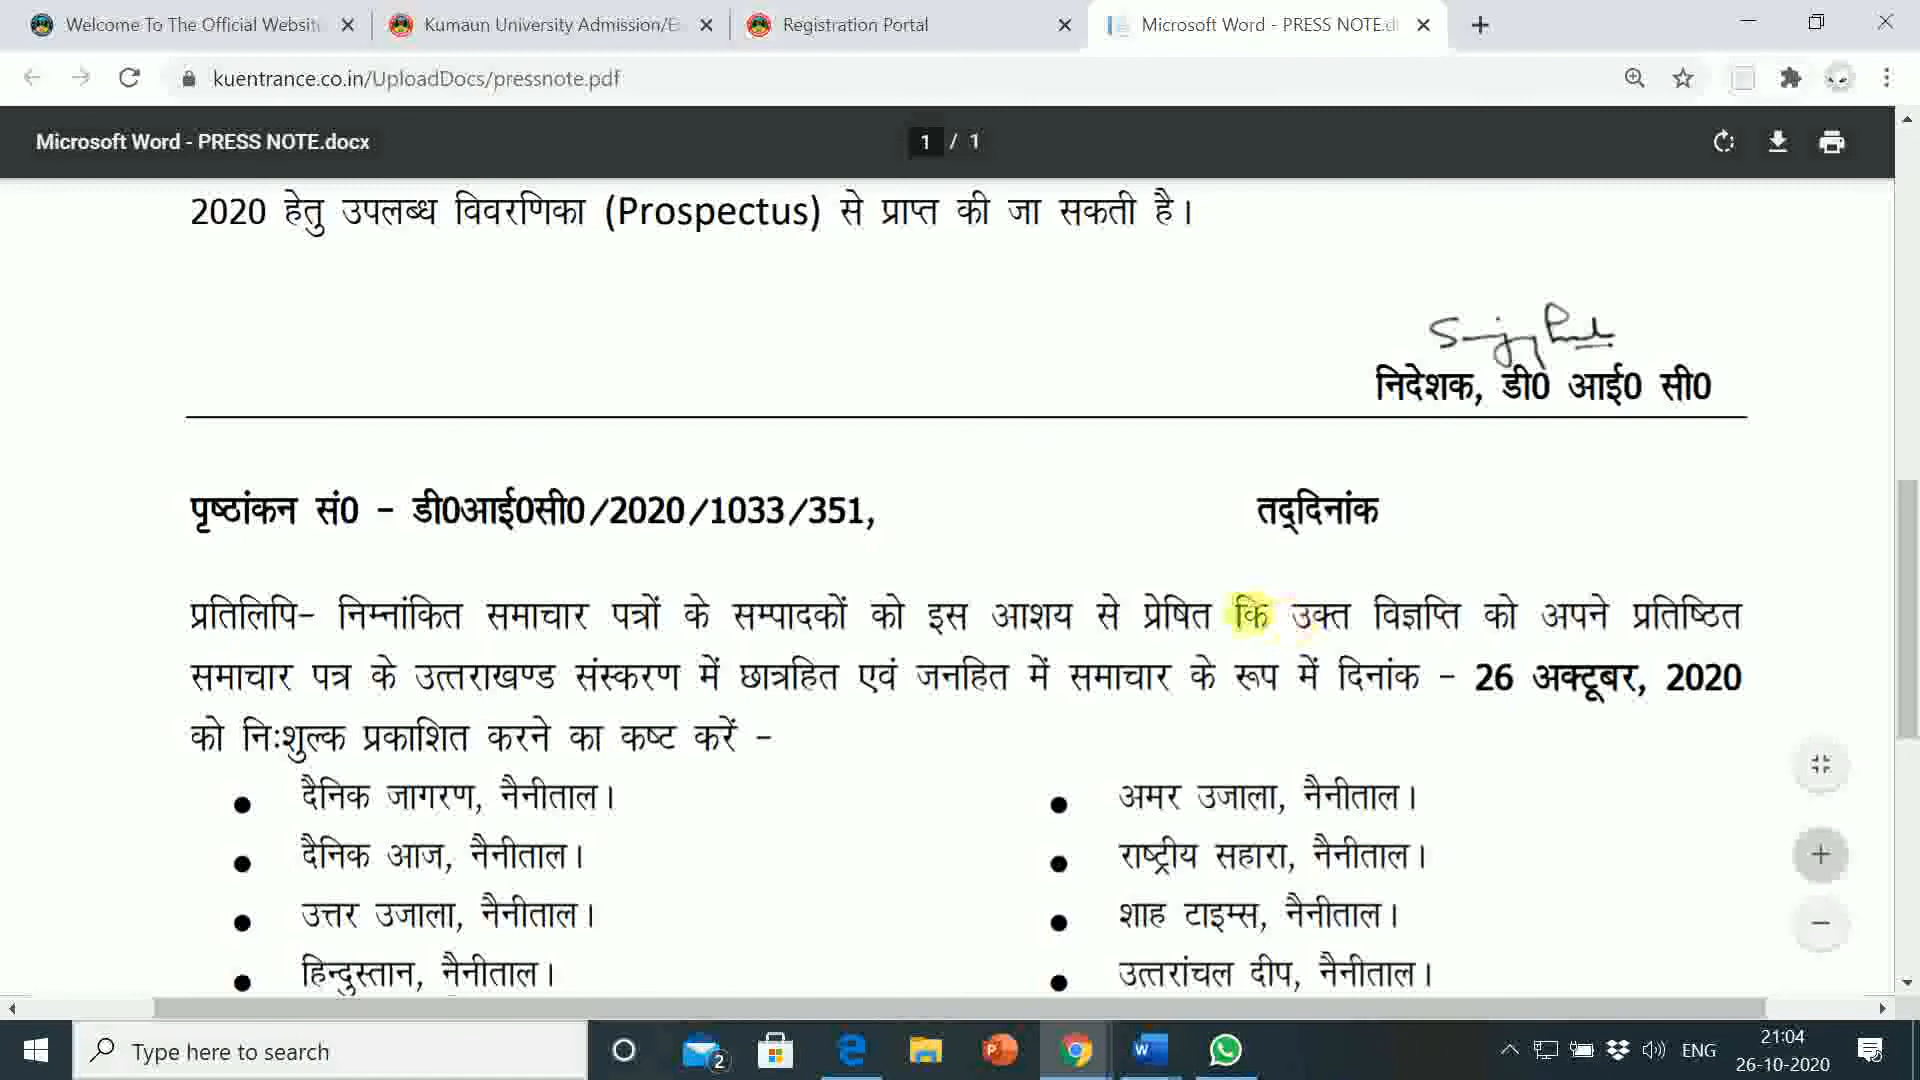 Welcome To The Official Websit
Kumaun University Admission/E
Registration Portal
Microsoft Word - PRESS NOTE.d
kuentrance.co.in/UploadDocs/pressnote.pdf
Microsoft Word - PRESS NOTE.docx
1 / 1
2020 हेतु उपलब्ध विवरणिका (Prospectus) से प्राप्त की जा सकती है।
निदेशक, डी0 आई0 सी0
पृष्ठांकन सं0 - डी0आई0सी0/2020/1033/351, तद्दिनांक
प्रतिलिपि- निम्नांकित समाचार पत्रों के सम्पादकों को इस आशय से प्रेषित कि उक्त विज्ञप्ति को अपने प्रतिष्ठित
समाचार पत्र के उत्तराखण्ड संस्करण में छात्रहित एवं जनहित में समाचार के रूप में दिनांक - 26 अक्टूबर, 2020
को निःशुल्क प्रकाशित करने का कष्ट करें -
दैनिक जागरण, नैनीताल। अमर उजाला, नैनीताल।
दैनिक आज, नैनीताल। राष्ट्रीय सहारा, नैनीताल।
उत्तर उजाला, नैनीताल। शाह टाइम्स, नैनीताल।
हिन्दुस्तान, नैनीताल। उत्तरांचल दीप, नैनीताल।
Type here to search
2
ENG
21:04
26-10-2020